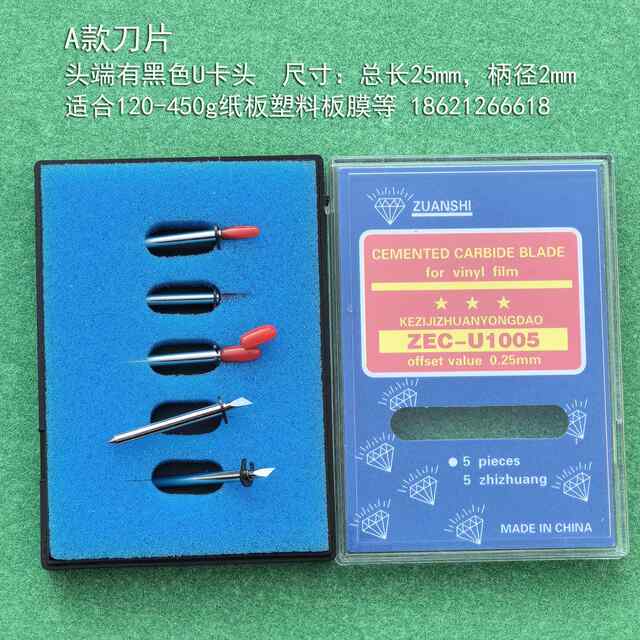 A款刀片
头端有黑色U卡头 尺寸：总长25mm，柄径2mm
适合120-450g纸板塑料板膜等 18621266618
ZUANSHI
CEMENTED CARBIDE BLADE
for vinyl film
★ ★ ★
KEZIJIZHUANYONGDAO
ZEC-U1005
offset value 0.25mm
● 5 pieces
5 zhizhuang
MADE IN CHINA